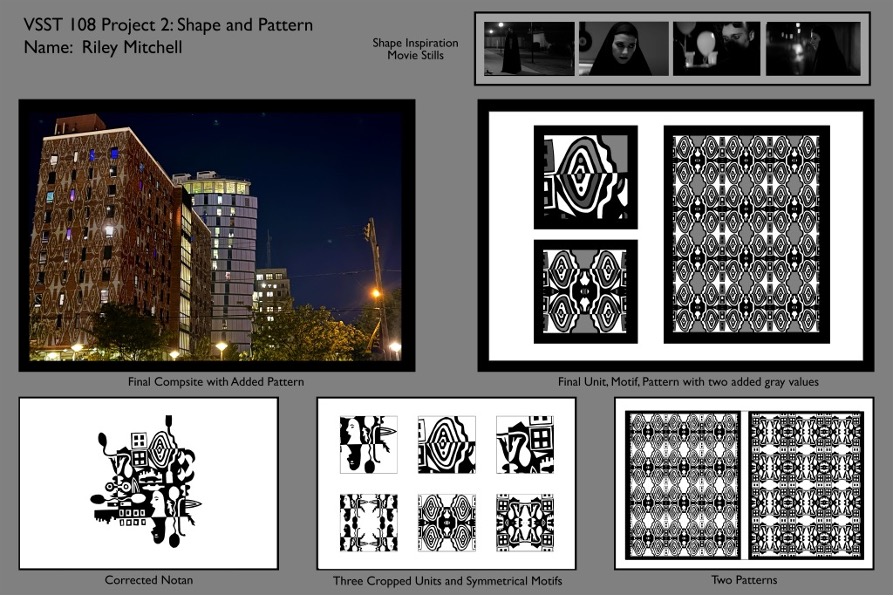 VSST 108 Project 2: Shape and Pattern
Name: Riley Mitchell
Shape Inspiration
Movie Stills
Final Compsite with Added Pattern
Final Unit, Motif, Pattern with two added gray values
Corrected Notan
Three Cropped Units and Symmetrical Motifs
Two Patterns